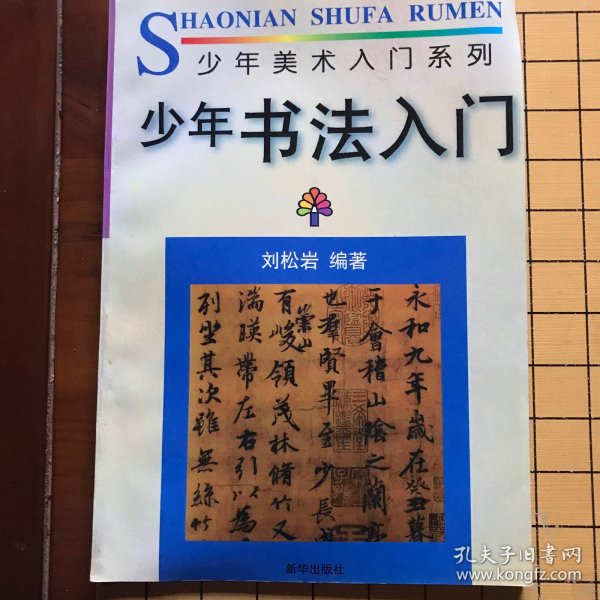 SHAONIAN SHUFA RUMEN
少年美术入门系列
少年书法入门
刘松岩 编著
永和九年歲在癸丑暮
于會稽山陰之蘭亭
也羣賢畢至少長
有崇山峻領茂林脩竹又
湍暎帶左右引以為
列坐其次雖無絲竹
新华出版社
孔夫子旧书网
www.kongfz.com